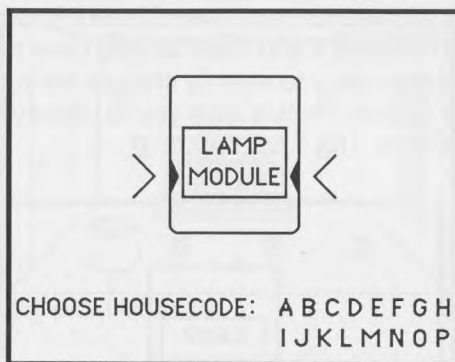 LAMP
MODULE
CHOOSE HOUSECODE: A B C D E F G H
I J K L M N O P